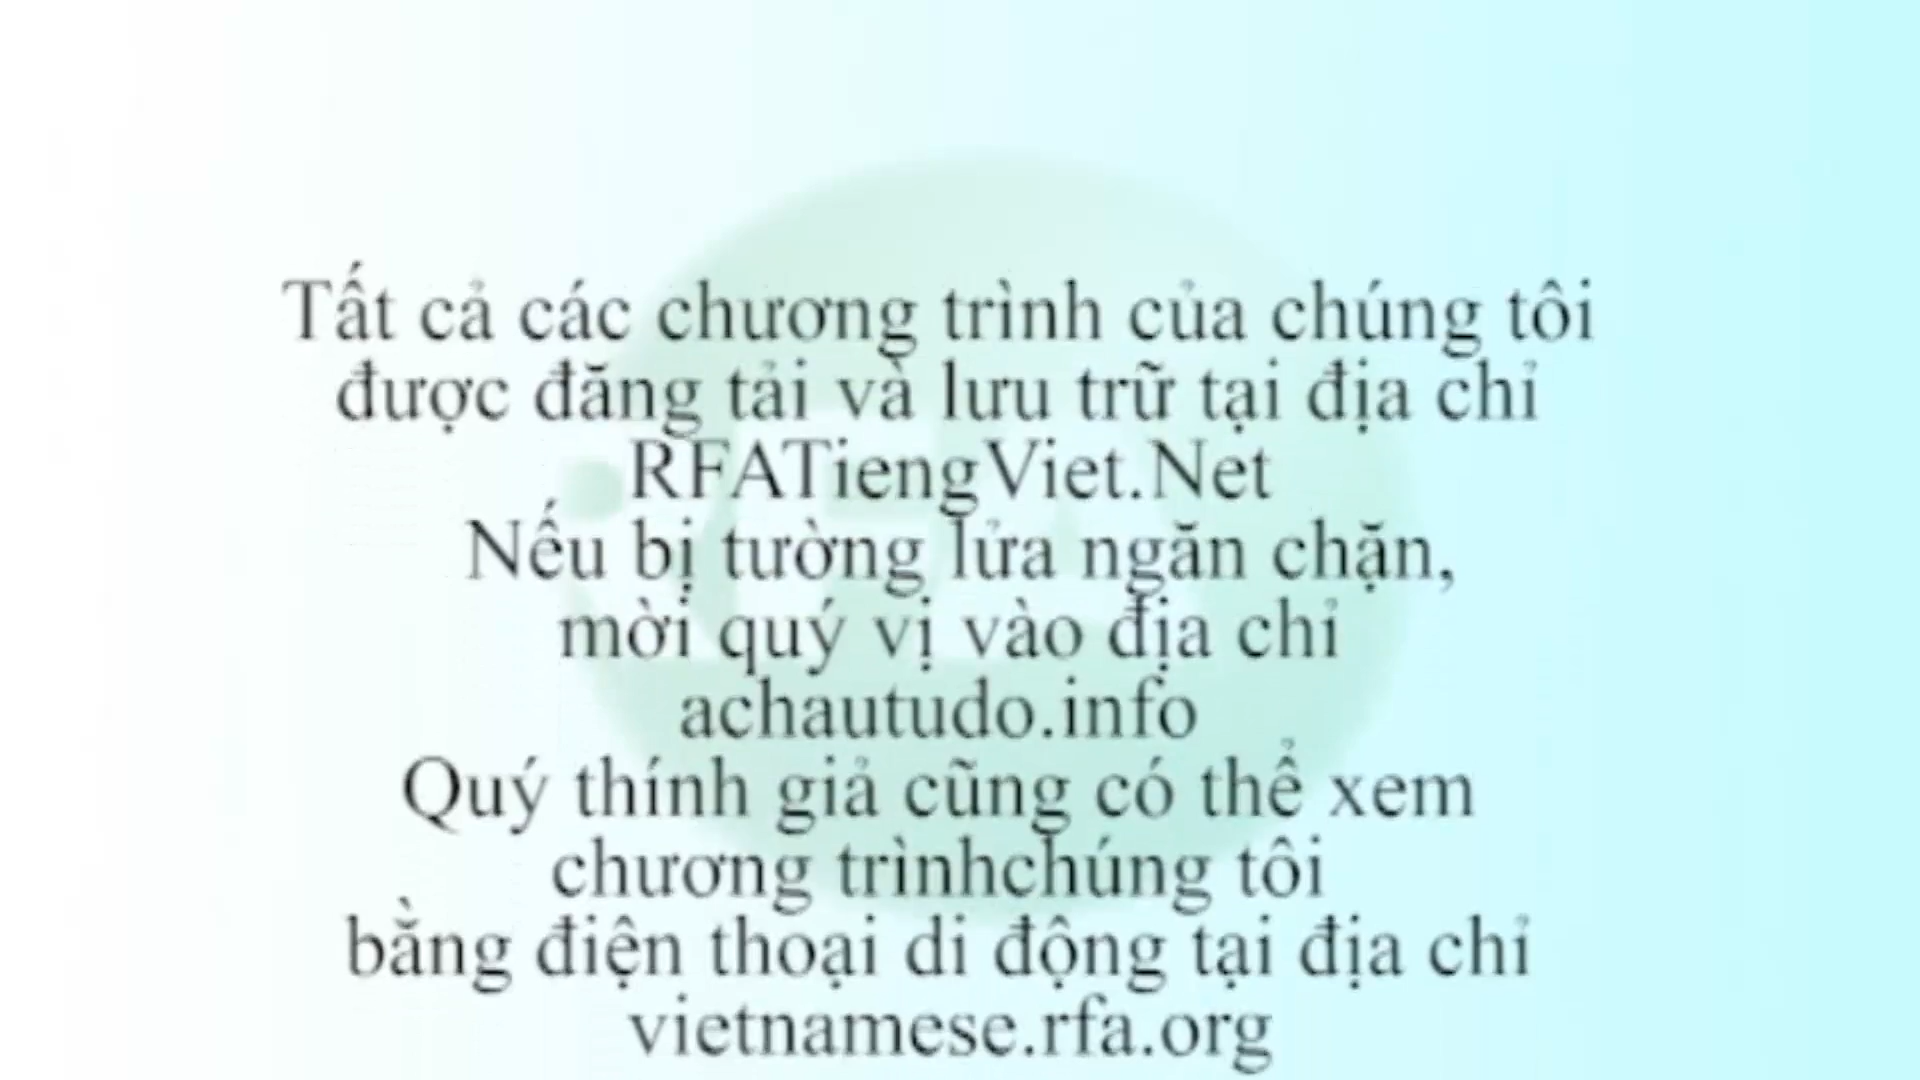 Tất cả các chương trình của chúng tôi
được đăng tải và lưu trữ tại địa chỉ
RFATiengViet.Net
Nếu bị tường lửa ngăn chặn,
mời quý vị vào địa chỉ
achautudo.info
Quý thính giả cũng có thể xem
chương trìnhchúng tôi
bằng điện thoại di động tại địa chỉ
vietnamese.rfa.org